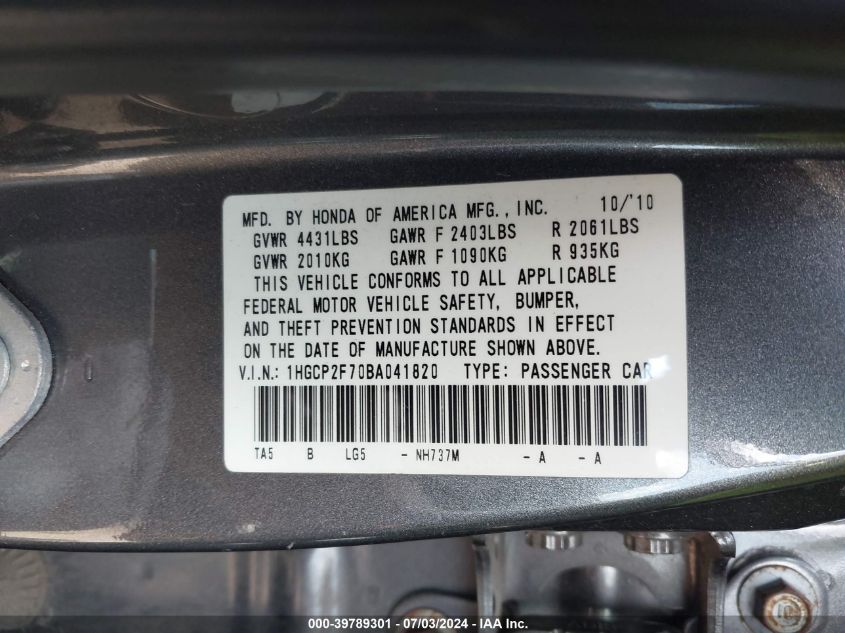 MFD. BY HONDA OF AMERICA MFG., INC. 10/'10
GVWR 4431LBS GAWR F 2403LBS R 2061LBS
GVWR 2010KG GAWR F 1090KG R 935KG
THIS VEHICLE CONFORMS TO ALL APPLICABLE
FEDERAL MOTOR VEHICLE SAFETY, BUMPER,
AND THEFT PREVENTION STANDARDS IN EFFECT
ON THE DATE OF MANUFACTURE SHOWN ABOVE.
V.I.N.: 1HGCP2F70BA041820 TYPE: PASSENGER CAR
TA5 B LG5 - NH737M - A - A
000-39789301 - 07/03/2024 - IAA Inc.